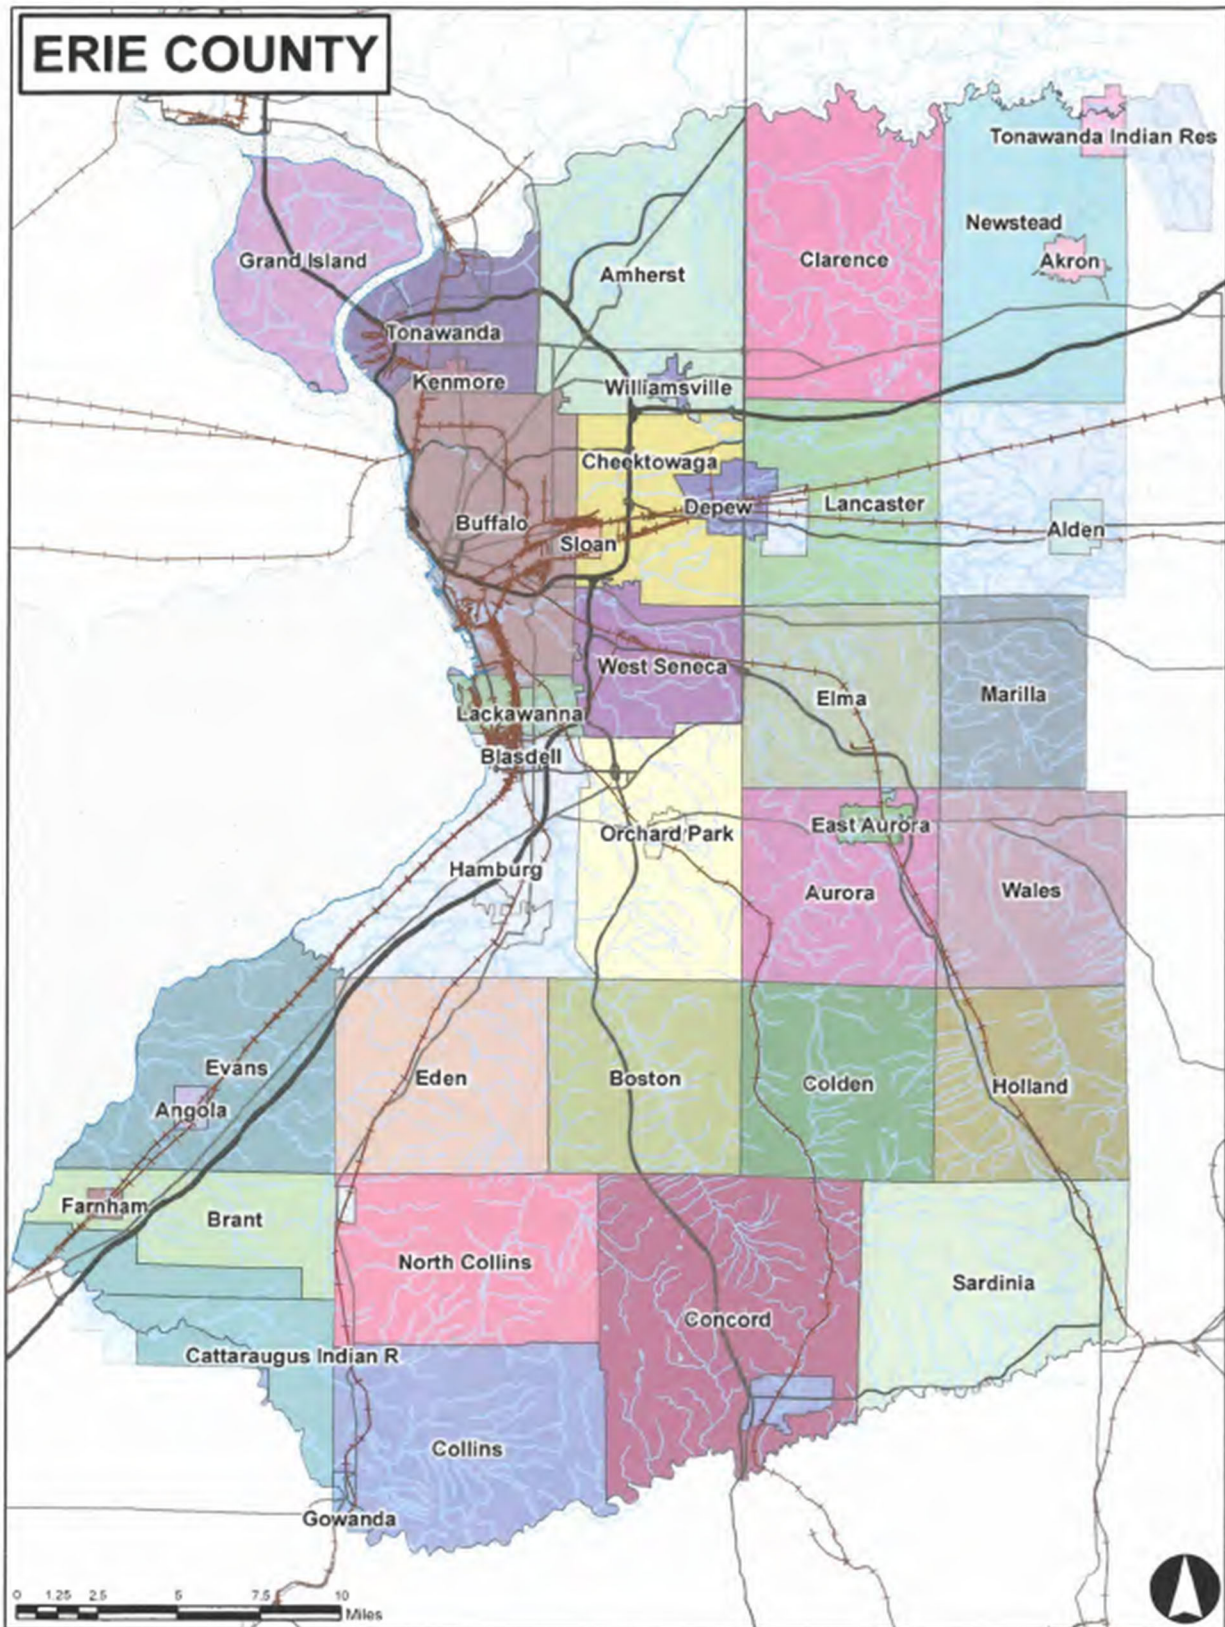 ERIE COUNTY
Tonawanda Indian Res
Newstead
Grand Island
Clarence
Akron
Amherst
Tonawanda
Kenmore
Williamsville
Cheektowaga
Depew
Lancaster
Buffalo
Alden
Sloan
West Seneca
Elma
Marilla
Lackawanna
Blasdell
East Aurora
Orchard Park
Hamburg
Aurora
Wales
Evans
Eden
Boston
Colden
Holland
Angola
Farnham
Brant
North Collins
Sardinia
Concord
Cattaraugus Indian R
Collins
Gowanda
0 1.25 2.5 5 7.5 10
Miles